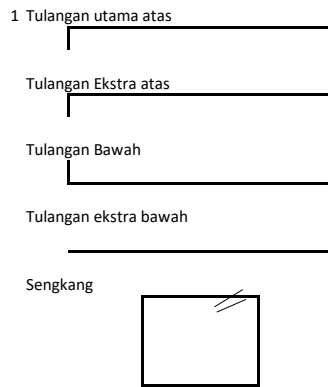 1 Tulangan utama atas
Tulangan Ekstra atas
Tulangan Bawah
Tulangan ekstra bawah
Sengkang